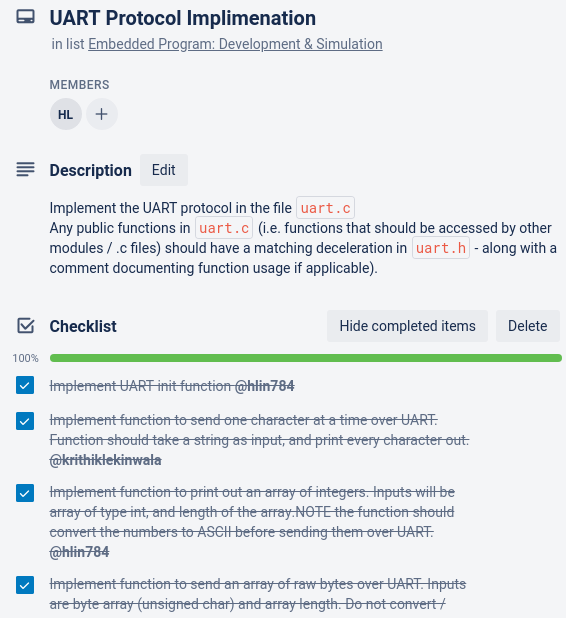 UART Protocol Implimenation
in list Embedded Program: Development & Simulation
MEMBERS
HL +
Description Edit
Implement the UART protocol in the file uart.c
Any public functions in uart.c (i.e. functions that should be accessed by other
modules / .c files) should have a matching deceleration in uart.h - along with a
comment documenting function usage if applicable).
Checklist Hide completed items Delete
100%
Implement UART init function @hlin784
Implement function to send one character at a time over UART.
Function should take a string as input, and print every character out.
@krithiklekinwala
Implement function to print out an array of integers. Inputs will be
array of type int, and length of the array.NOTE the function should
convert the numbers to ASCII before sending them over UART.
@hlin784
Implement function to send an array of raw bytes over UART. Inputs
are byte array (unsigned char) and array length. Do not convert /